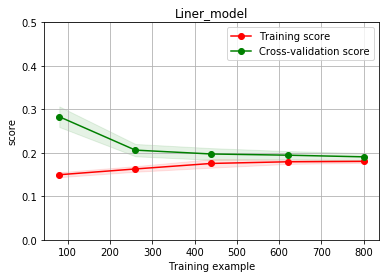 Liner_model
Training score
Cross-validation score
score
0.5
0.4
0.3
0.2
0.1
0.0
100 200 300 400 500 600 700 800
Training example